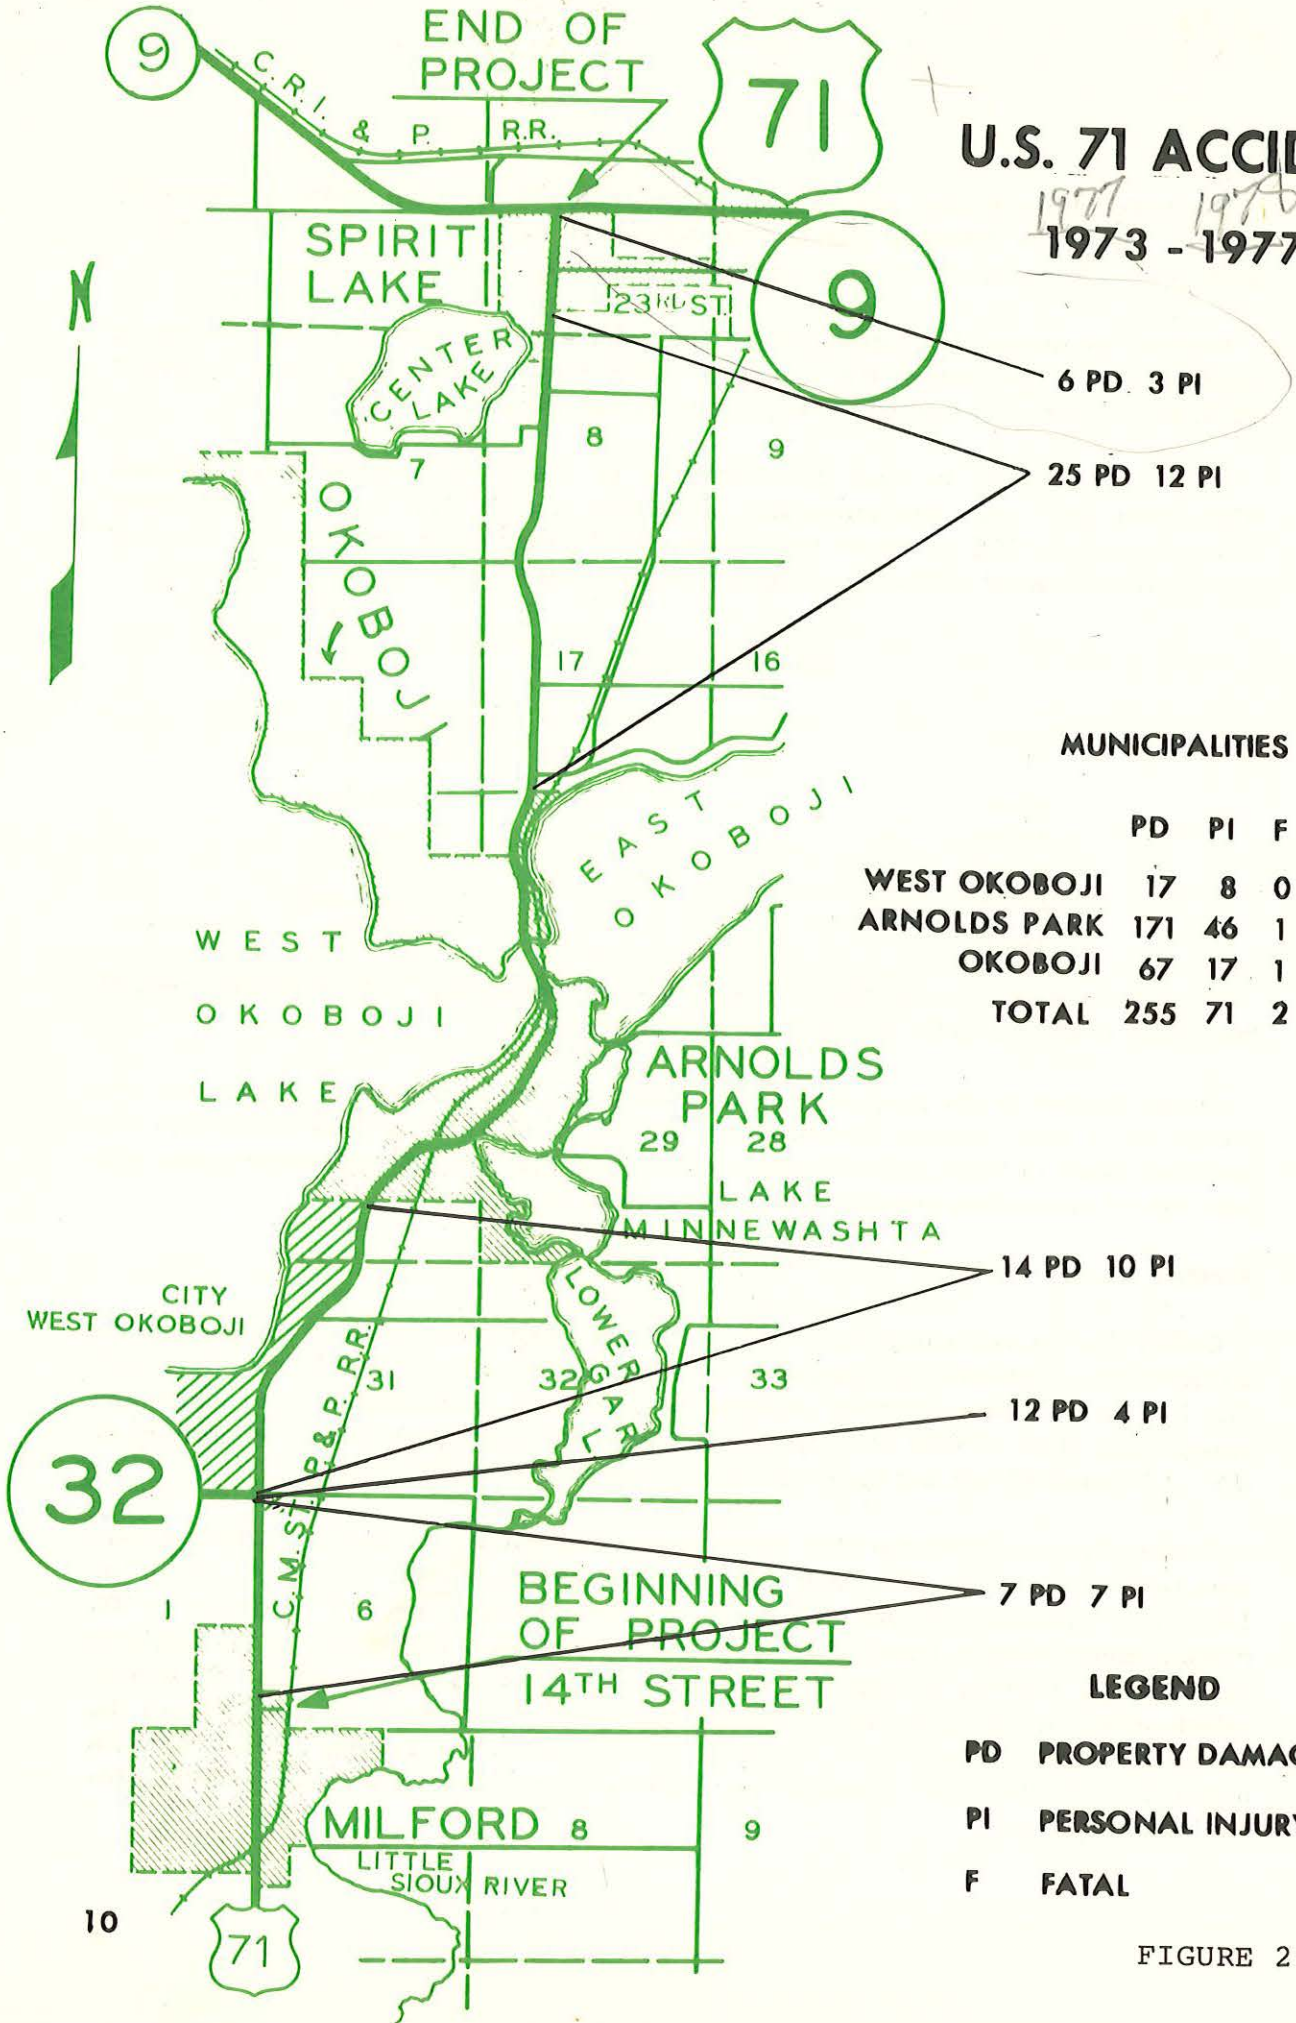 9
C. R. I. & P. R.R.
END OF
PROJECT
71
U.S. 71 ACCID
1977
1973 - 1977
SPIRIT
LAKE
N
23RD ST.
9
CENTER
LAKE
6 PD. 3 PI
8
9
7
25 PD 12 PI
OKOBOJI
17
16
MUNICIPALITIES
PD PI F
WEST OKOBOJI 17 8 0
ARNOLDS PARK 171 46 1
OKOBOJI 67 17 1
TOTAL 255 71 2
EAST
OKOBOJI
WEST
OKOBOJI
LAKE
ARNOLDS
PARK
29 28
LAKE
MINNEWASHTA
14 PD 10 PI
CITY
WEST OKOBOJI
LOWER
GAR
L.
31
32
33
12 PD 4 PI
32
C.M. ST. P. & P. R.R.
7 PD 7 PI
1
6
BEGINNING
OF PROJECT
14TH STREET
LEGEND
PD PROPERTY DAMAG
PI PERSONAL INJURY
F FATAL
MILFORD 8
9
LITTLE
SIOUX RIVER
10
71
FIGURE 2